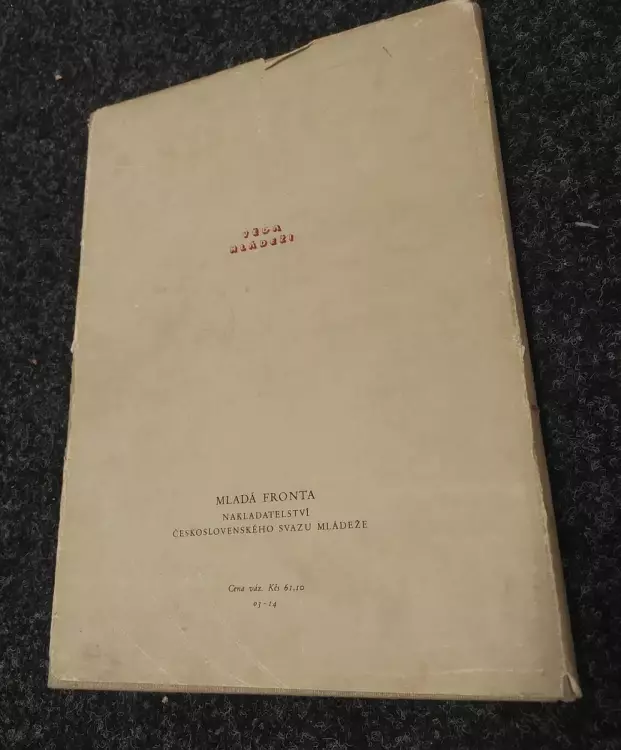 VĚDA
MLÁDEŽI
MLADÁ FRONTA
NAKLADATELSTVÍ
ČESKOSLOVENSKÉHO SVAZU MLÁDEŽE
Cena váz. Kčs 61,10
03-14